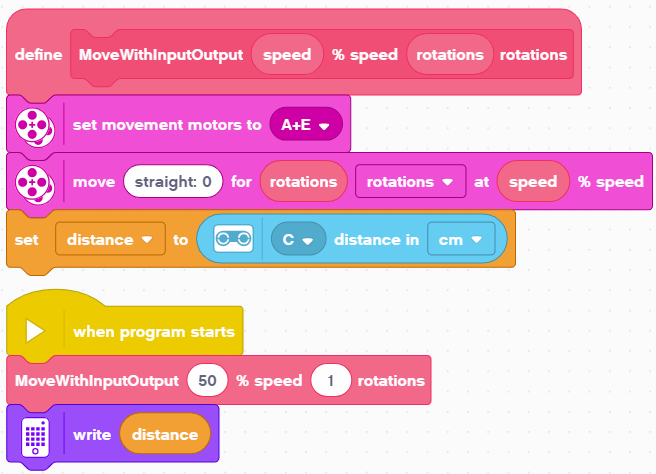 define MoveWithInputOutput speed % speed rotations rotations
set movement motors to A+E
move straight: 0 for rotations rotations at speed % speed
set distance to C distance in cm
when program starts
MoveWithInputOutput 50 % speed 1 rotations
write distance